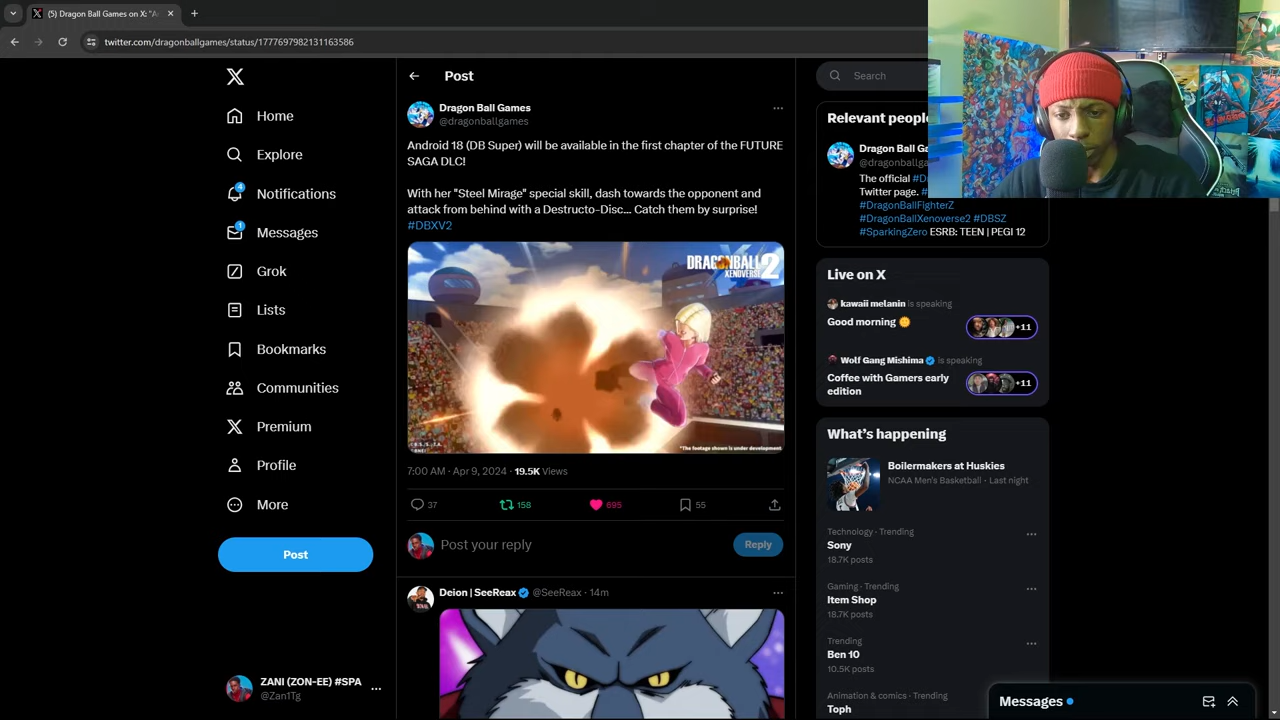 (5) Dragon Ball Games on X: "A
twitter.com/dragonballgames/status/1777697982131163586
Home
Explore
4
Notifications
1
Messages
Grok
Lists
Bookmarks
Communities
Premium
Profile
More
Post
ZANI (ZON-EE) #SPA
@Zan1Tg
Post
Dragon Ball Games
@dragonballgames
Android 18 (DB Super) will be available in the first chapter of the FUTURE
SAGA DLC!
With her "Steel Mirage" special skill, dash towards the opponent and
attack from behind with a Destructo-Disc... Catch them by surprise!
#DBXV2
DRAGONBALL
XENOVERSE 2
*The footage shown is under development.
7:00 AM · Apr 9, 2024 · 19.5K Views
37
158
695
55
Post your reply
Reply
Deion | SeeReax @SeeReax · 14m
Search
Relevant people
Dragon Ball Ga
@dragonballga
The official #D
Twitter page. #
#DragonBallFighterZ
#DragonBallXenoverse2 #DBSZ
#SparkingZero ESRB: TEEN | PEGI 12
Live on X
kawaii melanin is speaking
Good morning
+11
Wolf Gang Mishima is speaking
Coffee with Gamers early
edition
+11
What's happening
Boilermakers at Huskies
NCAA Men's Basketball · Last night
Technology · Trending
Sony
18.7K posts
Gaming · Trending
Item Shop
18.7K posts
Trending
Ben 10
10.5K posts
Animation & comics · Trending
Toph
Messages